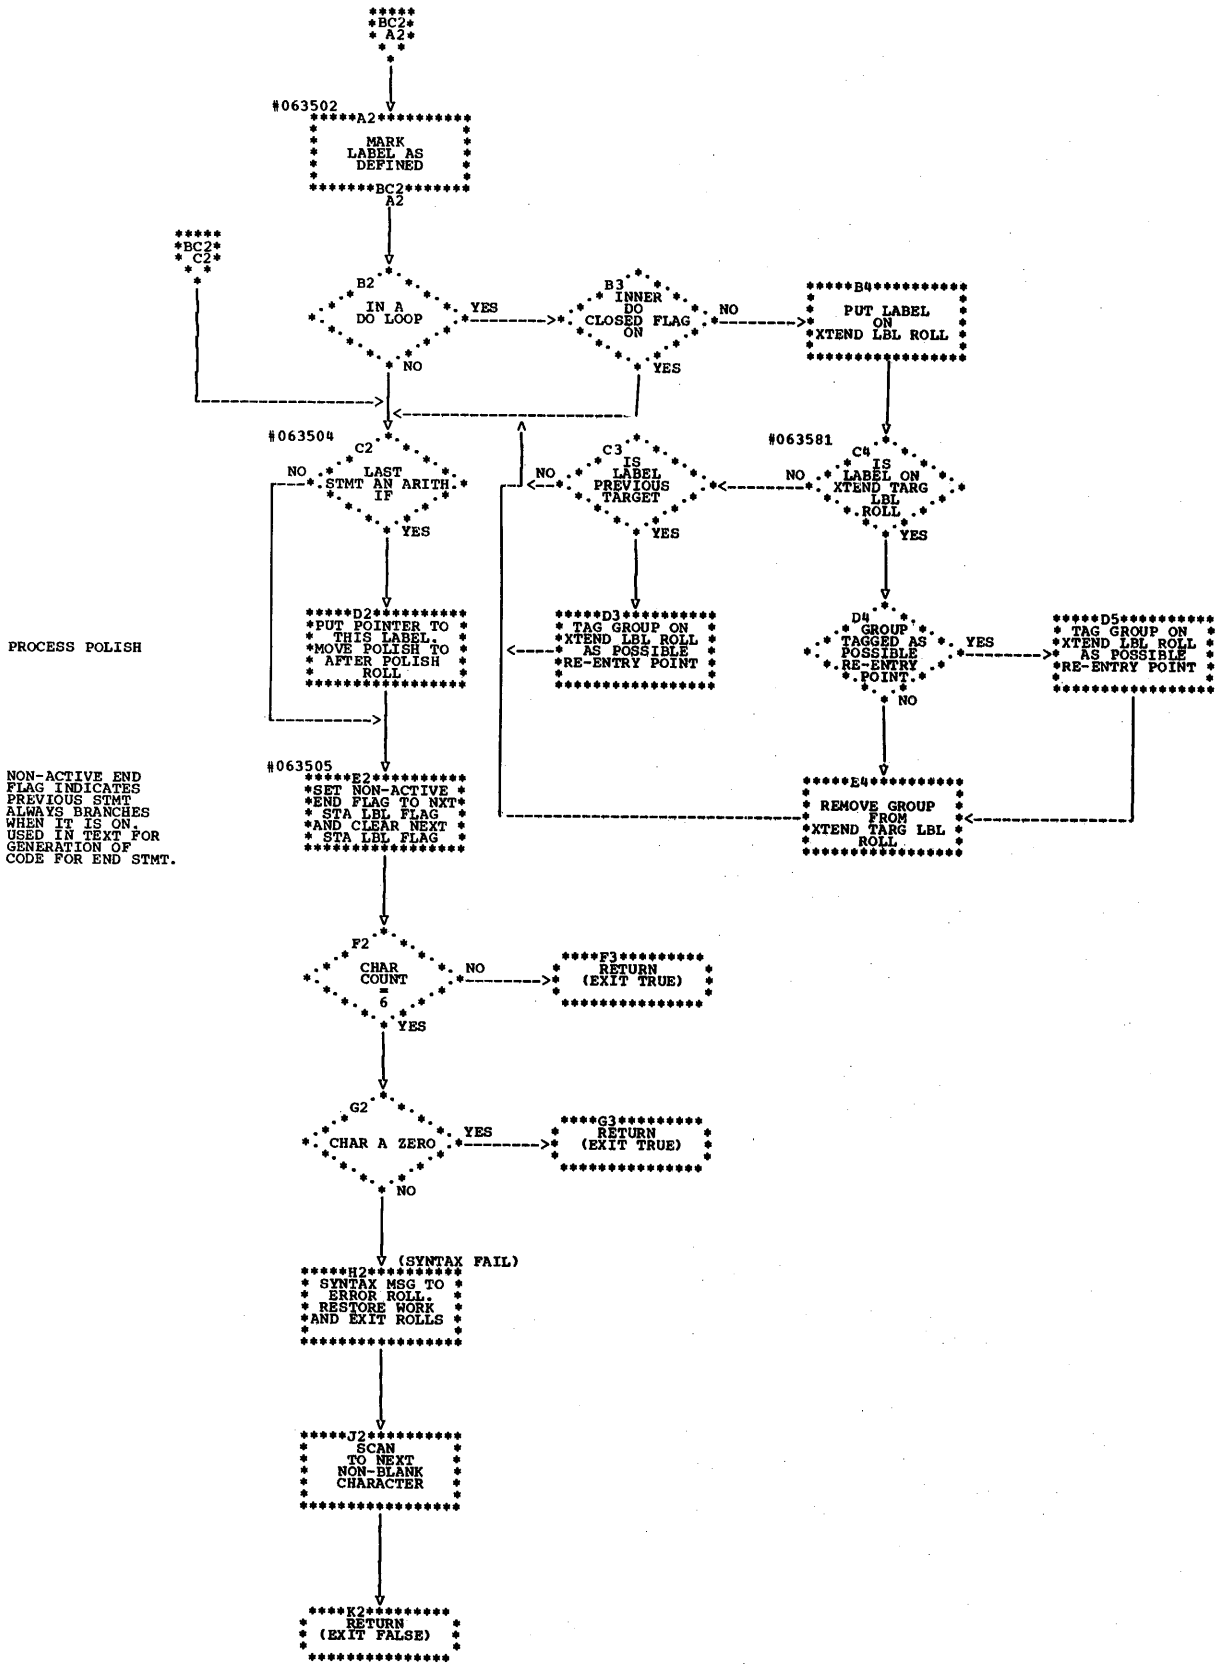 BC2
A2
#063502
A2
MARK
LABEL AS
DEFINED
BC2
A2
BC2
C2
B2
IN A
DO LOOP
YES
NO
B3
INNER
DO
CLOSED FLAG
ON
NO
YES
B4
PUT LABEL
ON
XTEND LBL ROLL
#063504
C2
LAST
STMT AN ARITH
IF
NO
YES
C3
IS
LABEL
PREVIOUS
TARGET
NO
YES
#063581
C4
IS
LABEL ON
XTEND TARG
LBL
ROLL
NO
YES
PROCESS POLISH
D2
PUT POINTER TO
THIS LABEL.
MOVE POLISH TO
AFTER POLISH
ROLL
D3
TAG GROUP ON
XTEND LBL ROLL
AS POSSIBLE
RE-ENTRY POINT
D4
GROUP
TAGGED AS
POSSIBLE
RE-ENTRY
POINT
YES
NO
D5
TAG GROUP ON
XTEND LBL ROLL
AS POSSIBLE
RE-ENTRY POINT
NON-ACTIVE END
FLAG INDICATES
PREVIOUS STMT
ALWAYS BRANCHES
WHEN IT IS ON.
USED IN TEXT FOR
GENERATION OF
CODE FOR END STMT.
#063505
E2
SET NON-ACTIVE
END FLAG TO NXT
STA LBL FLAG
AND CLEAR NEXT
STA LBL FLAG
E4
REMOVE GROUP
FROM
XTEND TARG LBL
ROLL
F2
CHAR
COUNT
=
6
NO
YES
F3
RETURN
(EXIT TRUE)
G2
CHAR A ZERO
YES
NO
G3
RETURN
(EXIT TRUE)
(SYNTAX FAIL)
H2
SYNTAX MSG TO
ERROR ROLL.
RESTORE WORK
AND EXIT ROLLS
J2
SCAN
TO NEXT
NON-BLANK
CHARACTER
K2
RETURN
(EXIT FALSE)